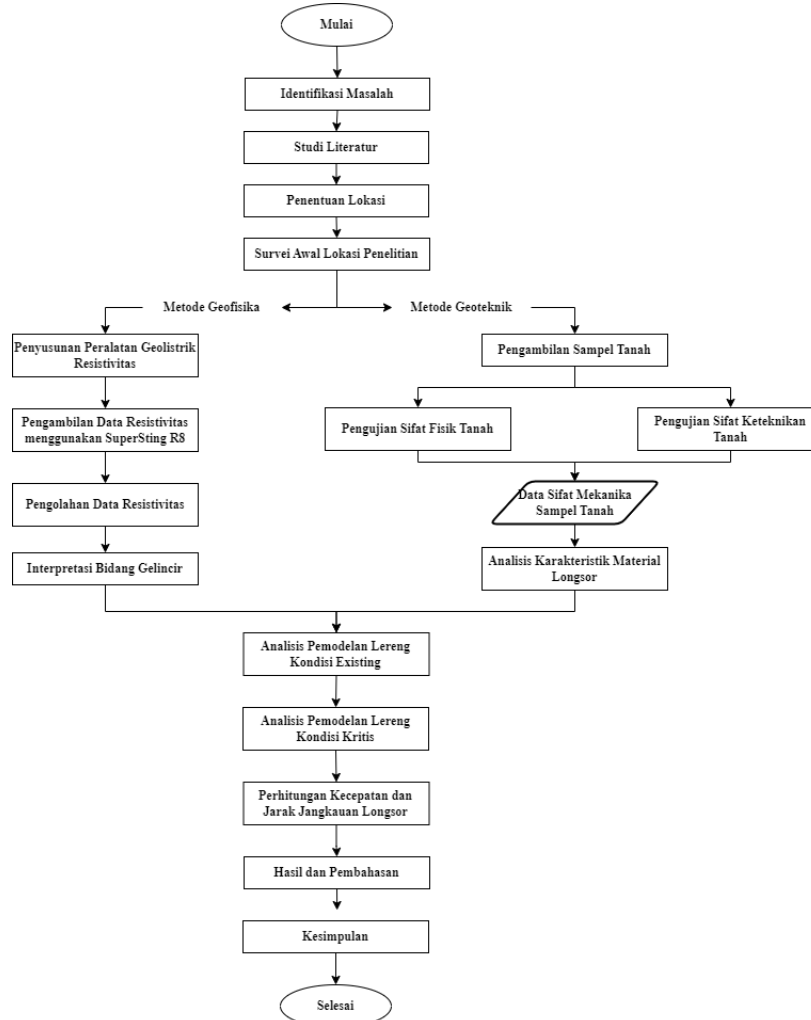 Mulai
Identifikasi Masalah
Studi Literatur
Penentuan Lokasi
Survei Awal Lokasi Penelitian
Metode Geofisika
Metode Geoteknik
Penyusunan Peralatan Geolistrik
Resistivitas
Pengambilan Data Resistivitas
menggunakan SuperSting R8
Pengolahan Data Resistivitas
Interpretasi Bidang Gelincir
Pengambilan Sampel Tanah
Pengujian Sifat Fisik Tanah
Pengujian Sifat Keteknikan
Tanah
Data Sifat Mekanika
Sampel Tanah
Analisis Karakteristik Material
Longsor
Analisis Pemodelan Lereng
Kondisi Existing
Analisis Pemodelan Lereng
Kondisi Kritis
Perhitungan Kecepatan dan
Jarak Jangkauan Longsor
Hasil dan Pembahasan
Kesimpulan
Selesai